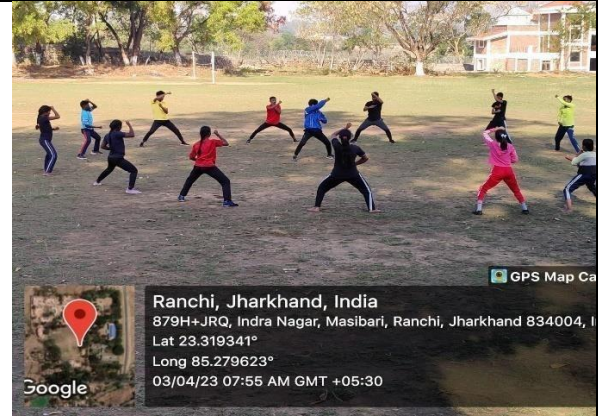 GPS Map Ca
Ranchi, Jharkhand, India
879H+JRQ, Indra Nagar, Masibari, Ranchi, Jharkhand 834004, I
Lat 23.319341°
Long 85.279623°
03/04/23 07:55 AM GMT +05:30
Google